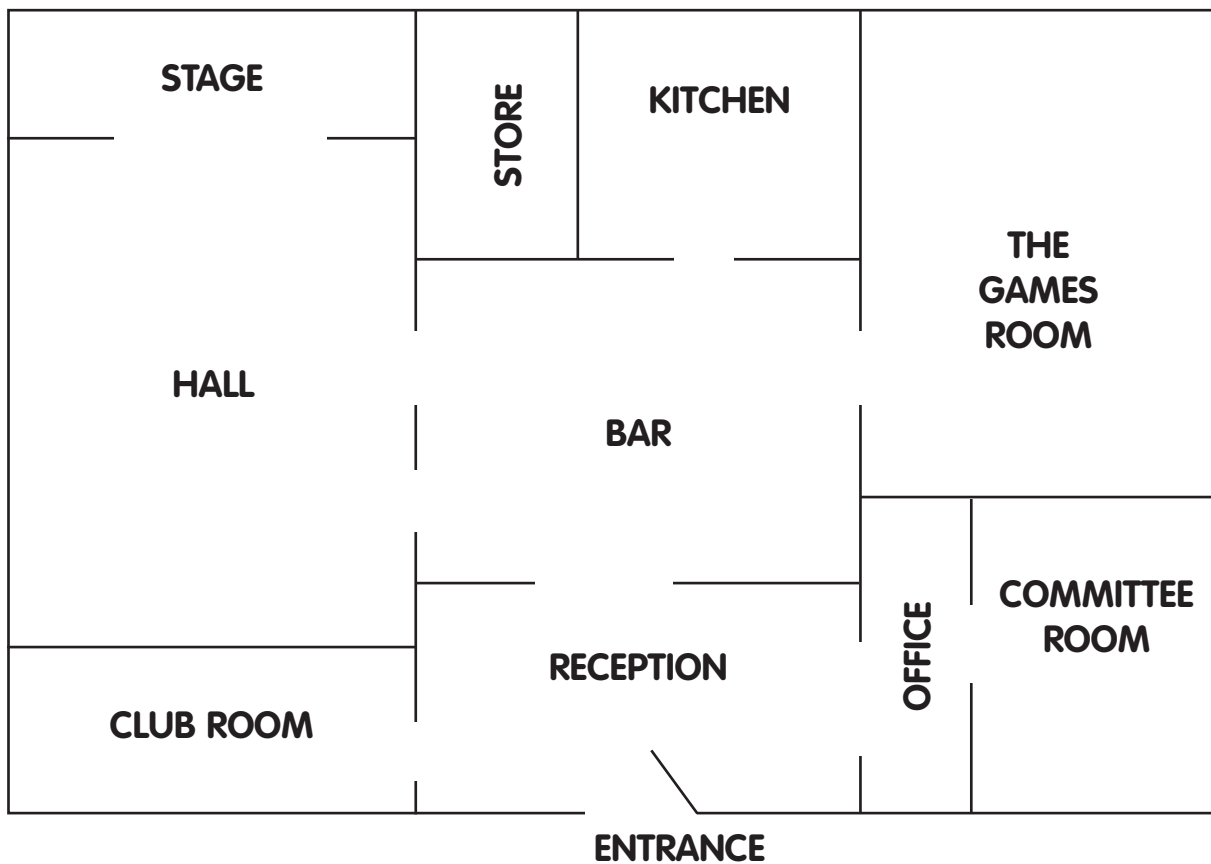 STAGE
STORE
KITCHEN
THE
GAMES
ROOM
HALL
BAR
COMMITTEE
ROOM
OFFICE
RECEPTION
CLUB ROOM
ENTRANCE